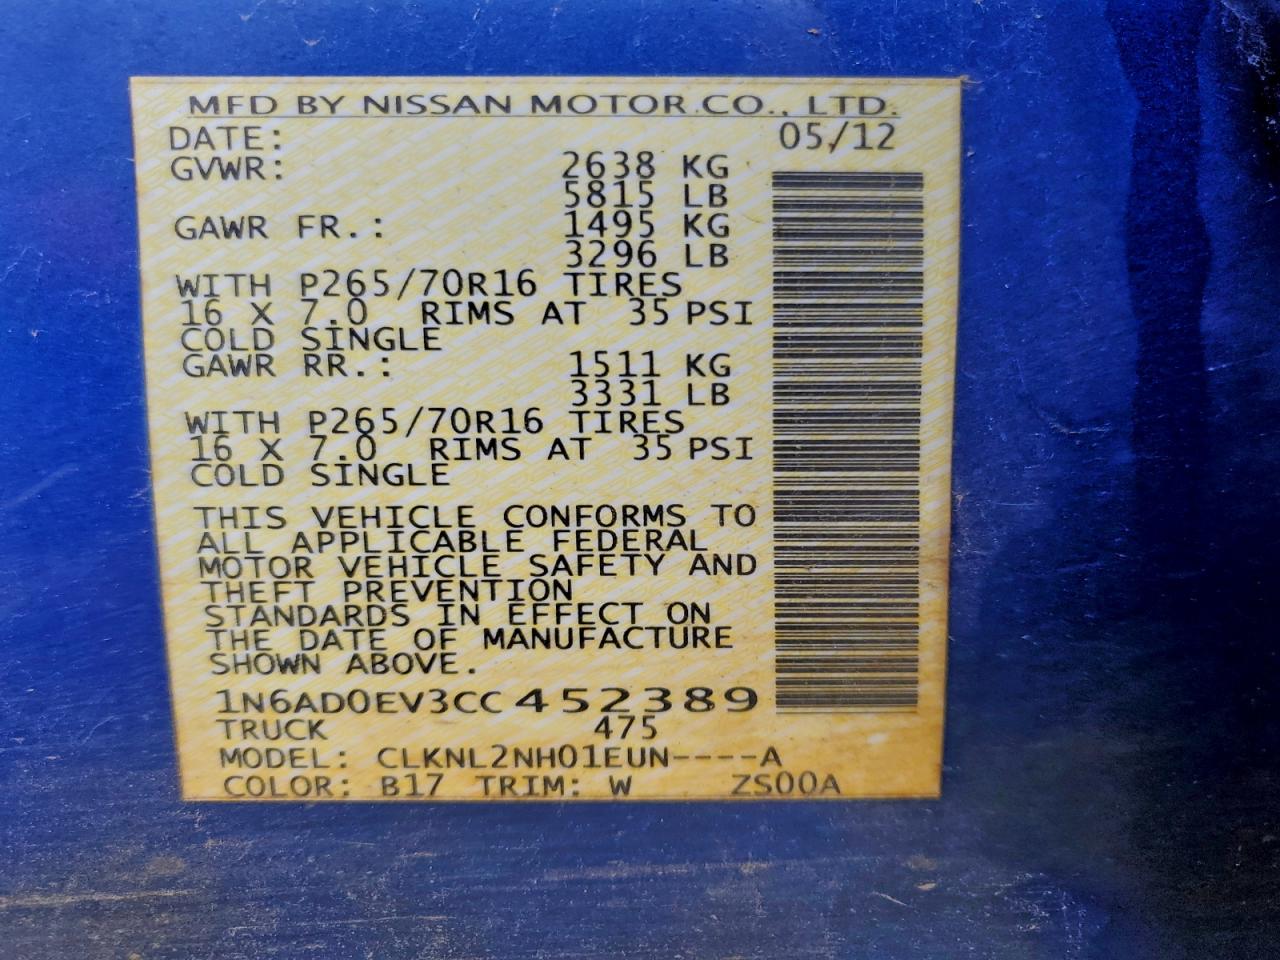 MFD BY NISSAN MOTOR CO., LTD.
DATE: 05/12
GVWR: 2638 KG
5815 LB
GAWR FR.: 1495 KG
3296 LB
WITH P265/70R16 TIRES
16 X 7.0 RIMS AT 35 PSI
COLD SINGLE
GAWR RR.: 1511 KG
3331 LB
WITH P265/70R16 TIRES
16 X 7.0 RIMS AT 35 PSI
COLD SINGLE
THIS VEHICLE CONFORMS TO
ALL APPLICABLE FEDERAL
MOTOR VEHICLE SAFETY AND
THEFT PREVENTION
STANDARDS IN EFFECT ON
THE DATE OF MANUFACTURE
SHOWN ABOVE.
1N6AD0EV3CC452389
TRUCK 475
MODEL: CLKNL2NH01EUN----A
COLOR: B17 TRIM: W ZS00A